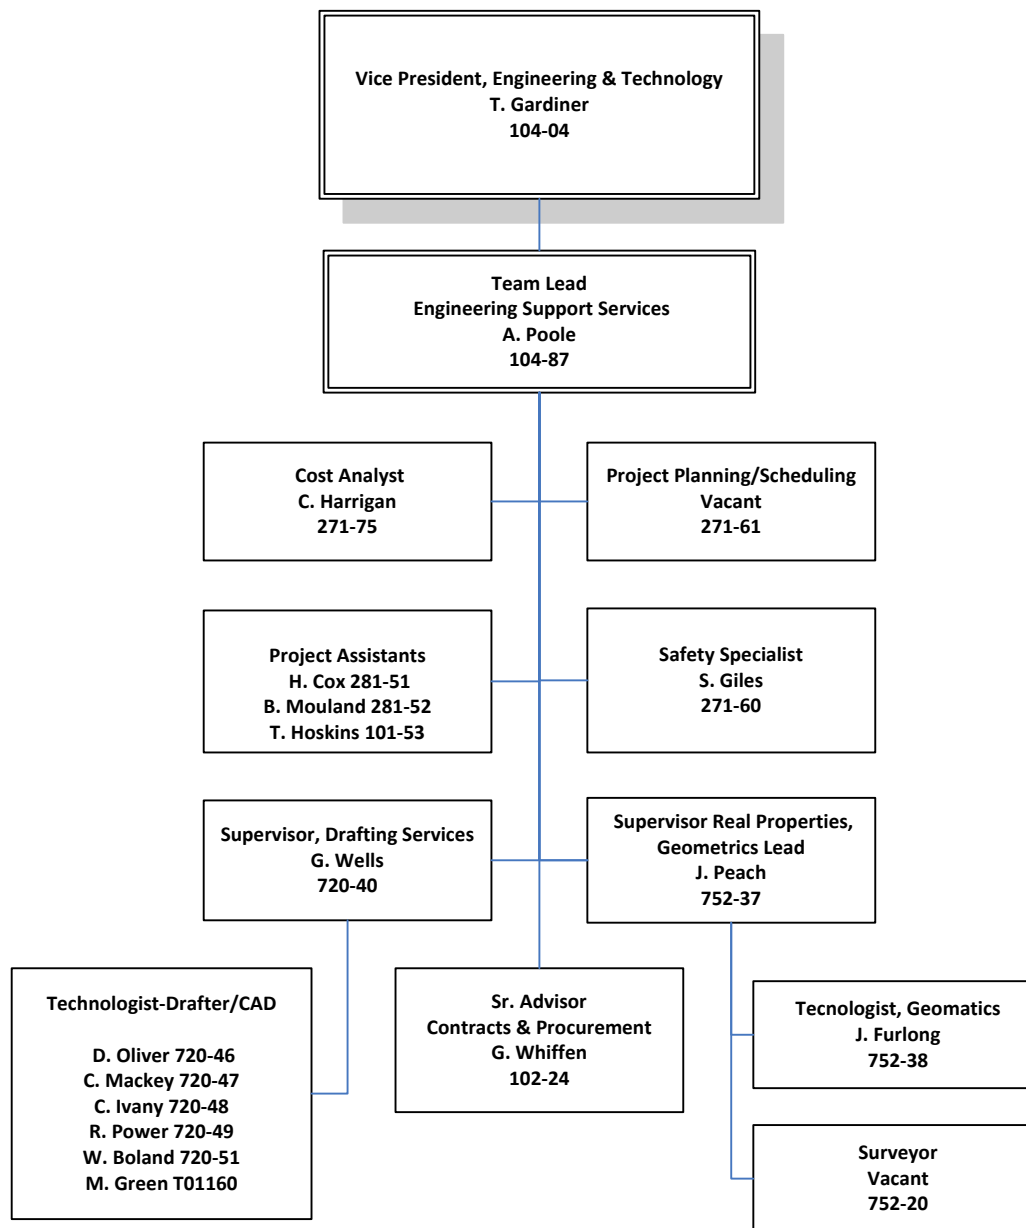 Vice President, Engineering & Technology
T. Gardiner
104-04
Team Lead
Engineering Support Services
A. Poole
104-87
Cost Analyst
C. Harrigan
271-75
Project Planning/Scheduling
Vacant
271-61
Project Assistants
H. Cox 281-51
B. Mouland 281-52
T. Hoskins 101-53
Safety Specialist
S. Giles
271-60
Supervisor, Drafting Services
G. Wells
720-40
Supervisor Real Properties,
Geometrics Lead
J. Peach
752-37
Technologist-Drafter/CAD
D. Oliver 720-46
C. Mackey 720-47
C. Ivany 720-48
R. Power 720-49
W. Boland 720-51
M. Green T01160
Sr. Advisor
Contracts & Procurement
G. Whiffen
102-24
Tecnologist, Geomatics
J. Furlong
752-38
Surveyor
Vacant
752-20